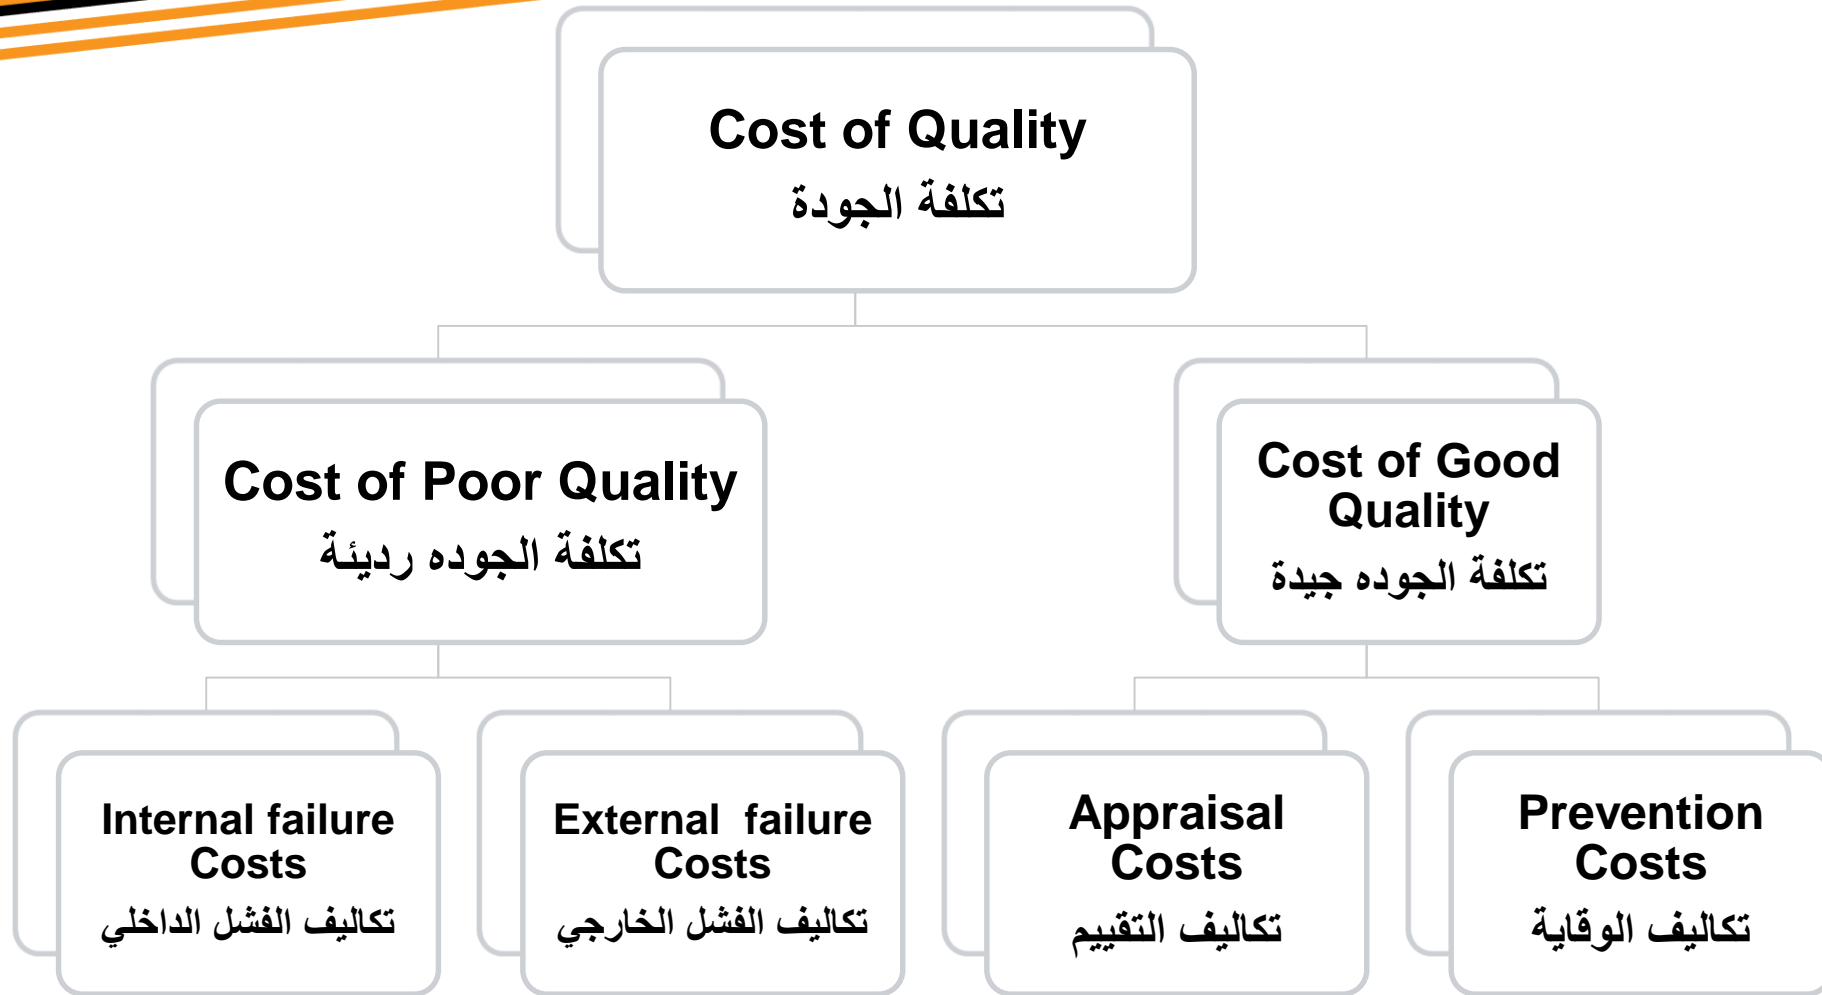 Cost of Quality
تكلفة الجودة
Cost of Poor Quality
تكلفة الجوده رديئة
Cost of Good
Quality
تكلفة الجوده جيدة
Internal failure
Costs
تكاليف الفشل الداخلي
External  failure
Costs
تكاليف الفشل الخارجي
Appraisal
Costs
تكاليف التقييم
Prevention
Costs
تكاليف الوقاية